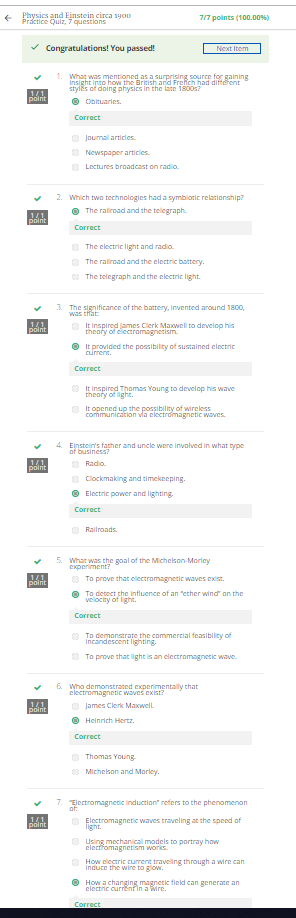 Physics and Einstein circa 1900
Practice Quiz, 7 questions
7/7 points (100.00%)
Congratulations! You passed!
Next Item
1 / 1
point
1.
What was mentioned as a surprising source for gaining
insight into how the British and French had different
styles of doing physics in the late 1800s?
Obituaries.
Correct
Journal articles.
Newspaper articles.
Lectures broadcast on radio.
1 / 1
point
2.
Which two technologies had a symbiotic relationship?
The railroad and the telegraph.
Correct
The electric light and radio.
The railroad and the electric battery.
The telegraph and the electric light.
1 / 1
point
3.
The significance of the battery, invented around 1800,
was that:
It inspired James Clerk Maxwell to develop his
theory of electromagnetism.
It provided the possibility of sustained electric
current.
Correct
It inspired Thomas Young to develop his wave
theory of light.
It opened up the possibility of wireless
communication via electromagnetic waves.
1 / 1
point
4.
Einstein's father and uncle were involved in what type
of business?
Radio.
Clockmaking and timekeeping.
Electric power and lighting.
Correct
Railroads.
1 / 1
point
5.
What was the goal of the Michelson-Morley
experiment?
To prove that electromagnetic waves exist.
To detect the influence of an "ether wind" on the
velocity of light.
Correct
To demonstrate the commercial feasibility of
incandescent lighting.
To prove that light is an electromagnetic wave.
1 / 1
point
6.
Who demonstrated experimentally that
electromagnetic waves exist?
James Clerk Maxwell.
Heinrich Hertz.
Correct
Thomas Young.
Michelson and Morley.
1 / 1
point
7.
"Electromagnetic induction" refers to the phenomenon
of:
Electromagnetic waves traveling at the speed of
light.
Using mechanical models to portray how
electromagnetism works.
How electric current traveling through a wire can
induce the wire to glow.
How a changing magnetic field can generate an
electric current in a wire.
Correct